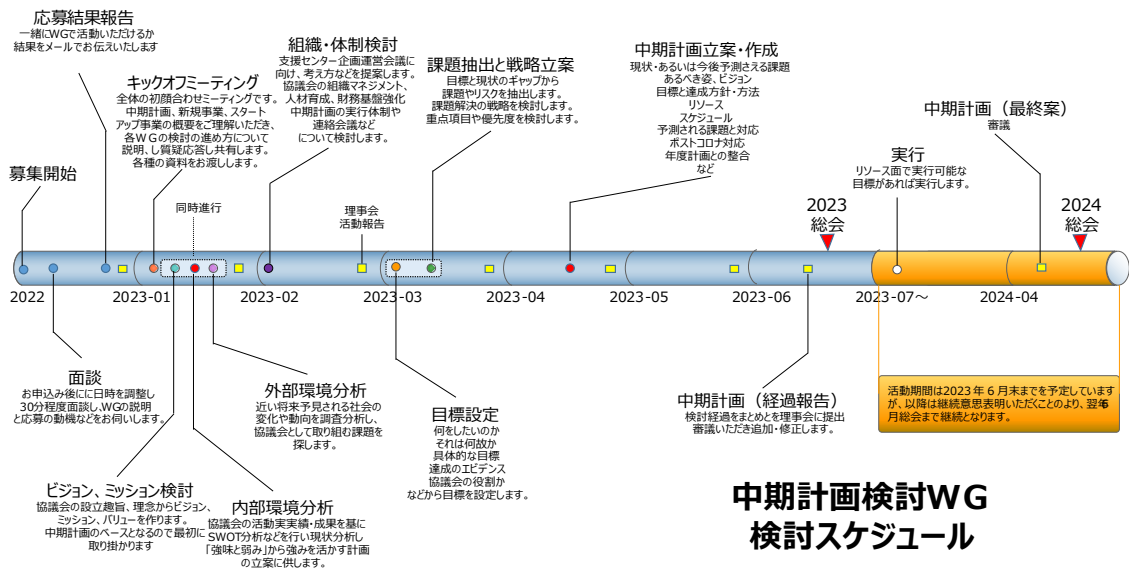 応募結果報告
一緒にWGで活動いただけるか
結果をメールでお伝えいたします
キックオフミーティング
全体の初顔合わせミーティングです。
中期計画、新規事業、スタート
アップ事業の概要をご理解いただき、
各WGの検討の進め方について
説明、し質疑応答し共有します。
各種の資料をお渡しします。
組織・体制検討
支援センター企画運営会議に
向け、考え方などを提案します。
協議会の組織マネジメント、
人材育成、財務基盤強化
中期計画の実行体制や
連絡会議など
について検討します。
課題抽出と戦略立案
目標と現状のギャップから
課題やリスクを抽出します。
課題解決の戦略を検討します。
重点項目や優先度を検討します。
中期計画立案・作成
現状・あるいは今後予測さえる課題
あるべき姿、ビジョン
目標と達成方針・方法
リソース
スケジュール
予測される課題と対応
ポストコロナ対応
年度計画との整合
など
中期計画（最終案）
審議
実行
リソース面で実行可能な
目標があれば実行します。
募集開始
同時進行
理事会
活動報告
2023
総会
2024
総会
2022
2023-01
2023-02
2023-03
2023-04
2023-05
2023-06
2023-07～
2024-04
面談
お申込み後にに日時を調整し
30分程度面談し、WGの説明
と応募の動機などをお伺いします。
外部環境分析
近い将来予見される社会の
変化や動向を調査分析し、
協議会として取り組む課題を
探します。
目標設定
何をしたいのか
それは何故か
具体的な目標
達成のエビデンス
協議会の役割か
などから目標を設定します。
中期計画（経過報告）
検討経過をまとめとを理事会に提出
審議いただき追加・修正します。
活動期間は2023年6月末までを予定しています
が、以降は継続意思表明いただくことのより、翌年6
月総会まで継続となります。
ビジョン、ミッション検討
協議会の設立趣旨、理念からビジョン、
ミッション、バリューを作ります。
中期計画のベースとなるので最初に
取り掛かります
内部環境分析
協議会の活動実実績・成果を基に
SWOT分析などを行い現状分析し
「強味と弱み」から強みを活かす計画
の立案に供します。
中期計画検討WG
検討スケジュール